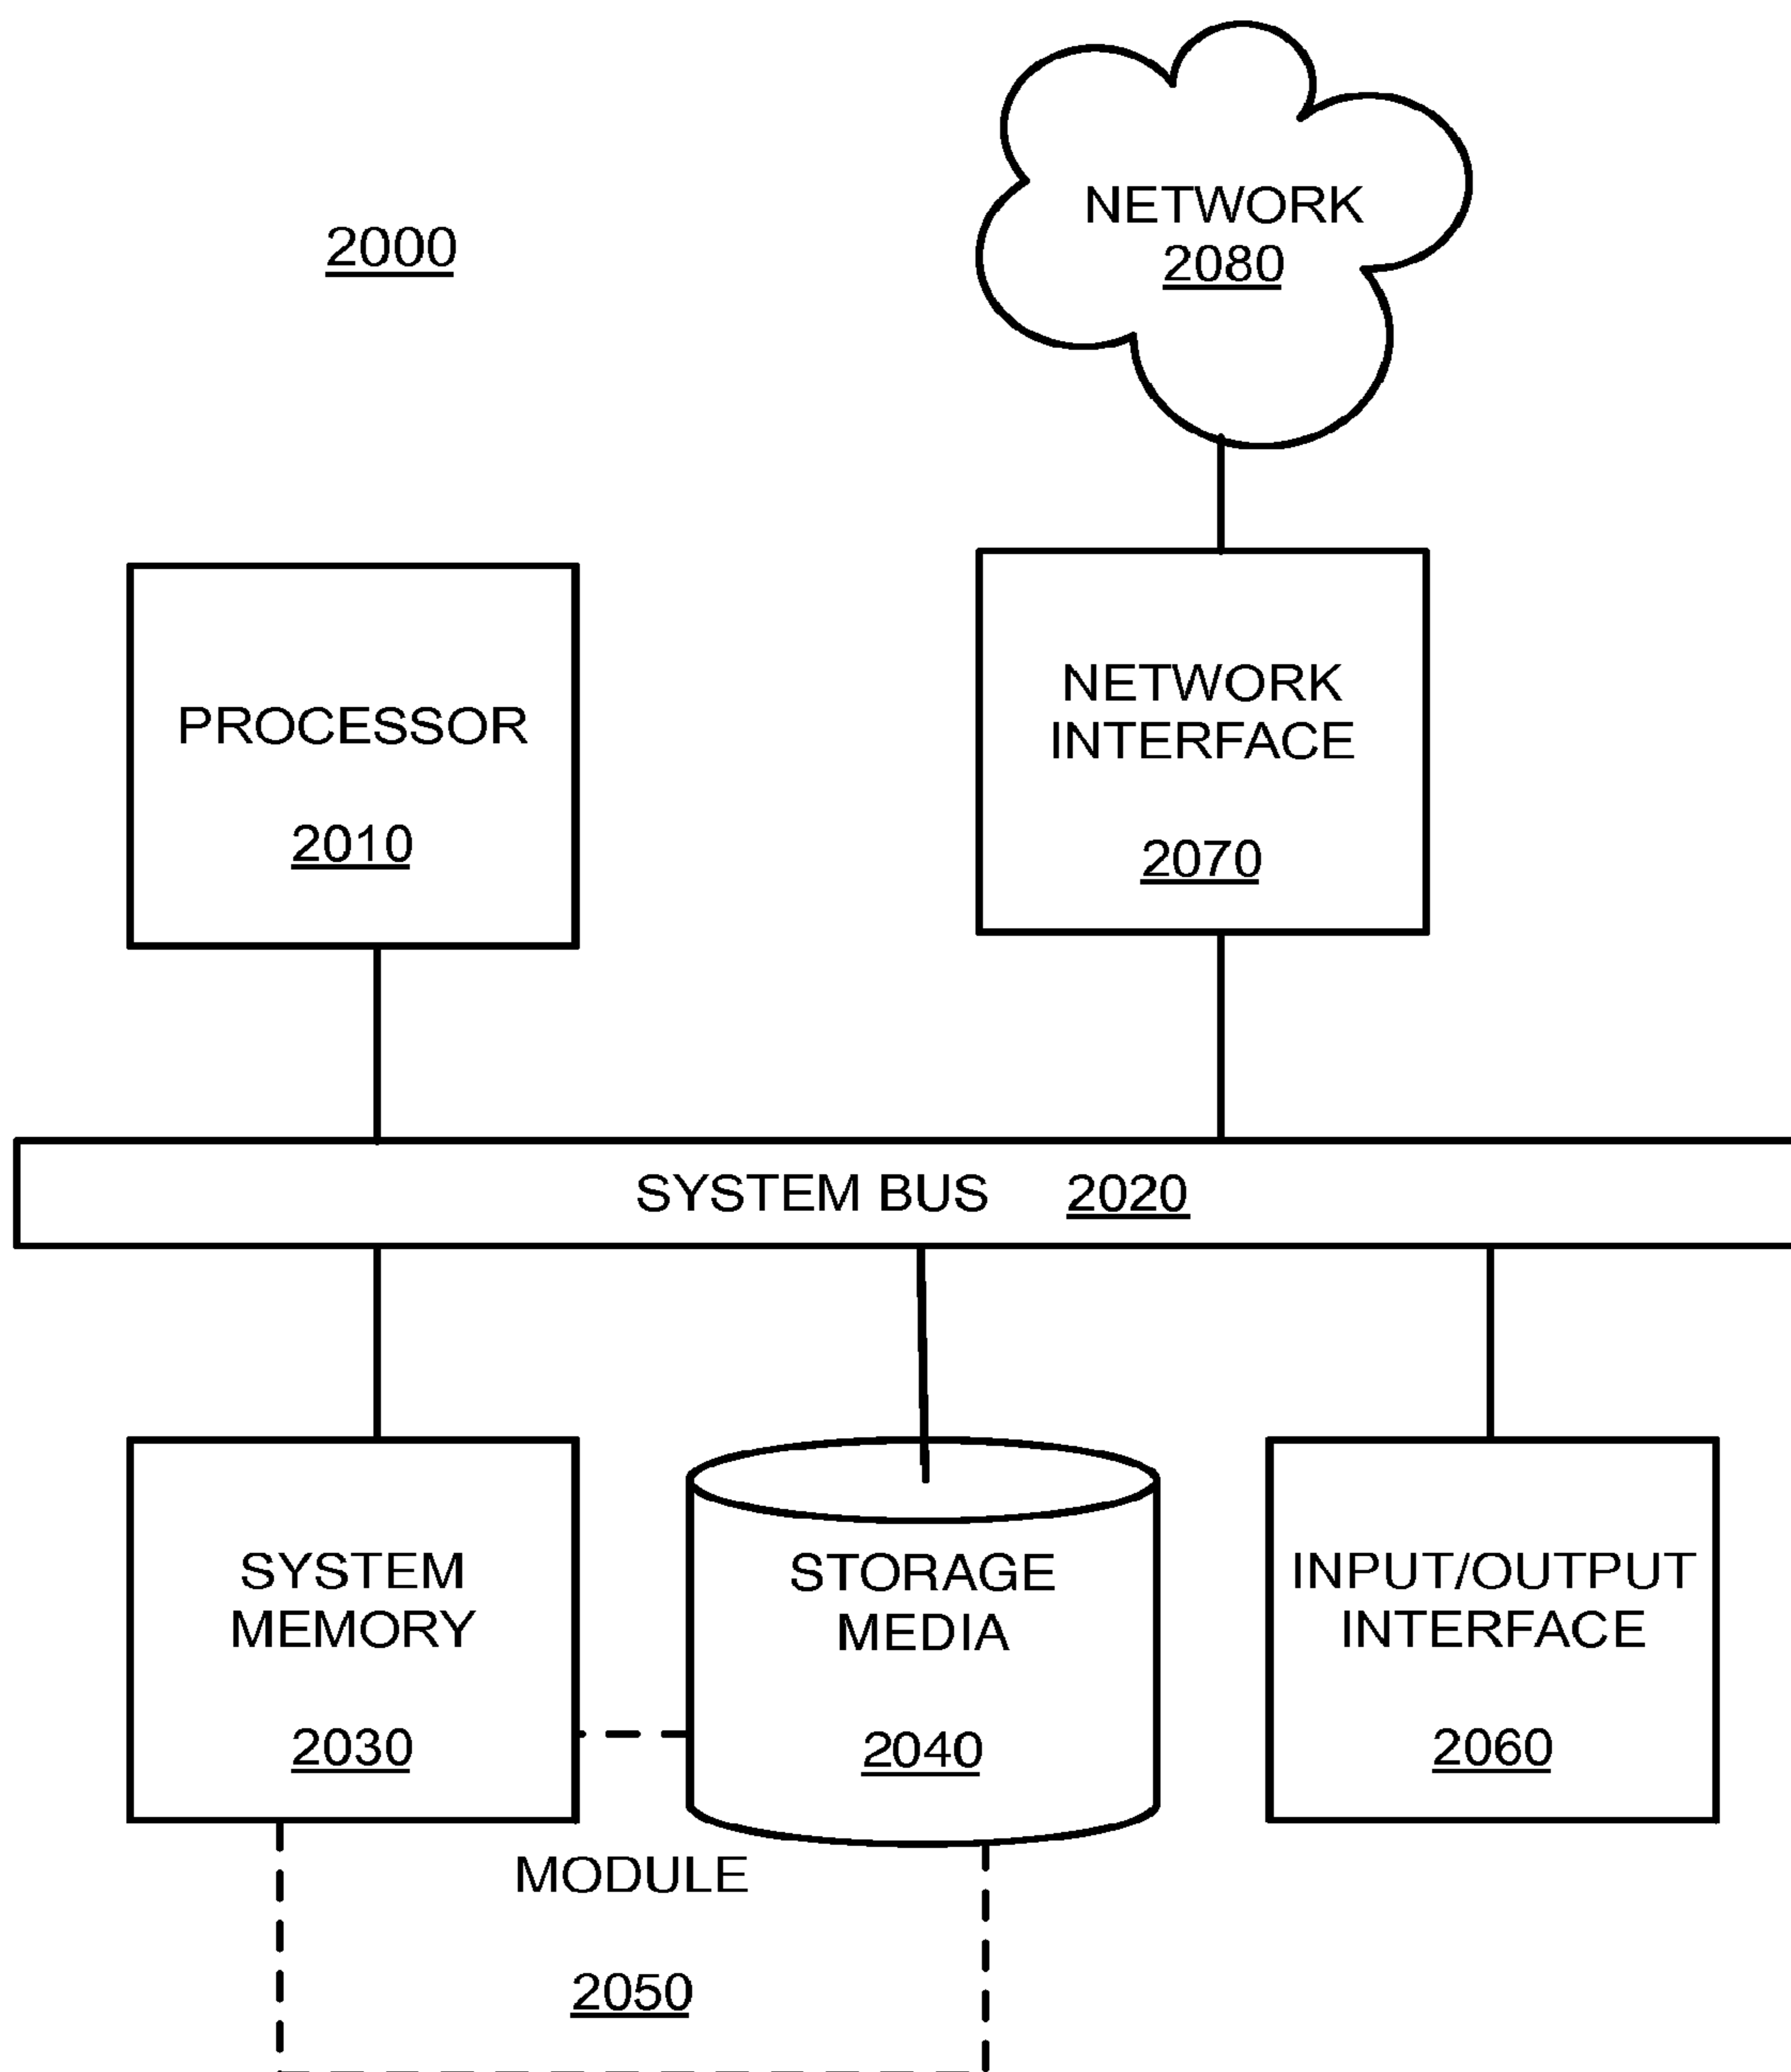 2000
NETWORK
2080
PROCESSOR
2010
NETWORK
INTERFACE
2070
SYSTEM BUS 2020
SYSTEM
MEMORY
2030
STORAGE
MEDIA
2040
INPUT/OUTPUT
INTERFACE
2060
MODULE
2050